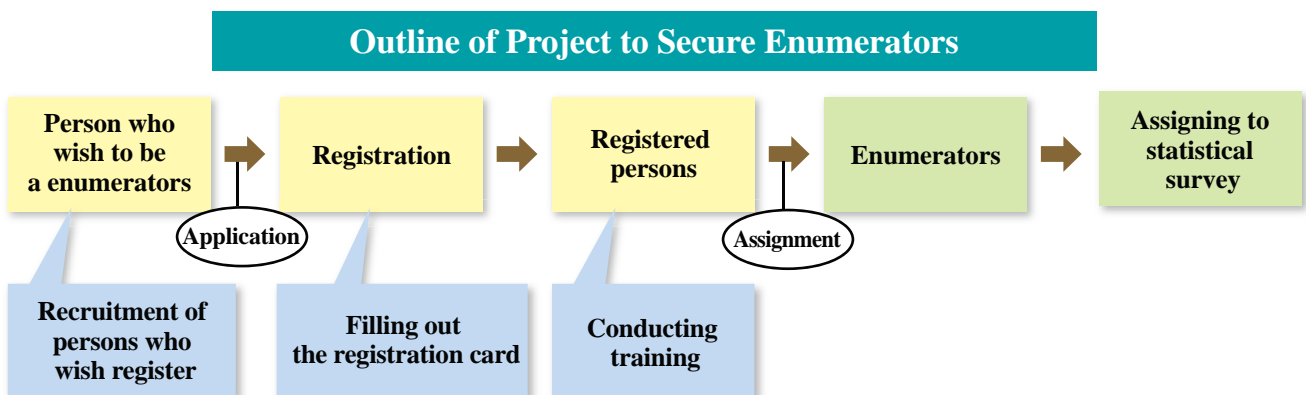 Outline of Project to Secure Enumerators
Person who
wish to be
a enumerators
Registration
Registered
persons
Enumerators
Assigning to
statistical
survey
Application
Assignment
Recruitment of
persons who
wish register
Filling out
the registration card
Conducting
training